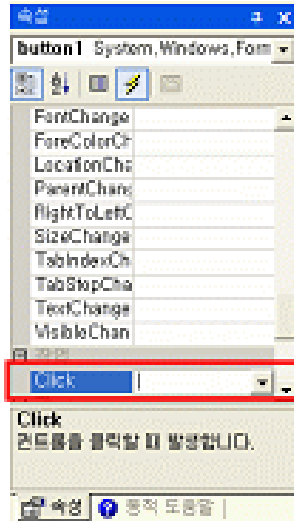 속성
button1 System,Windows,Form
FontChange
ForeColorCh
LocationCha
ParentChang
RightToLeftC
SizeChange
TabIndexCh
TabStopCha
TextChange
VisibleChan
작업
Click
Click
컨트롤을 클릭할 때 발생합니다.
속성 동적 도움말